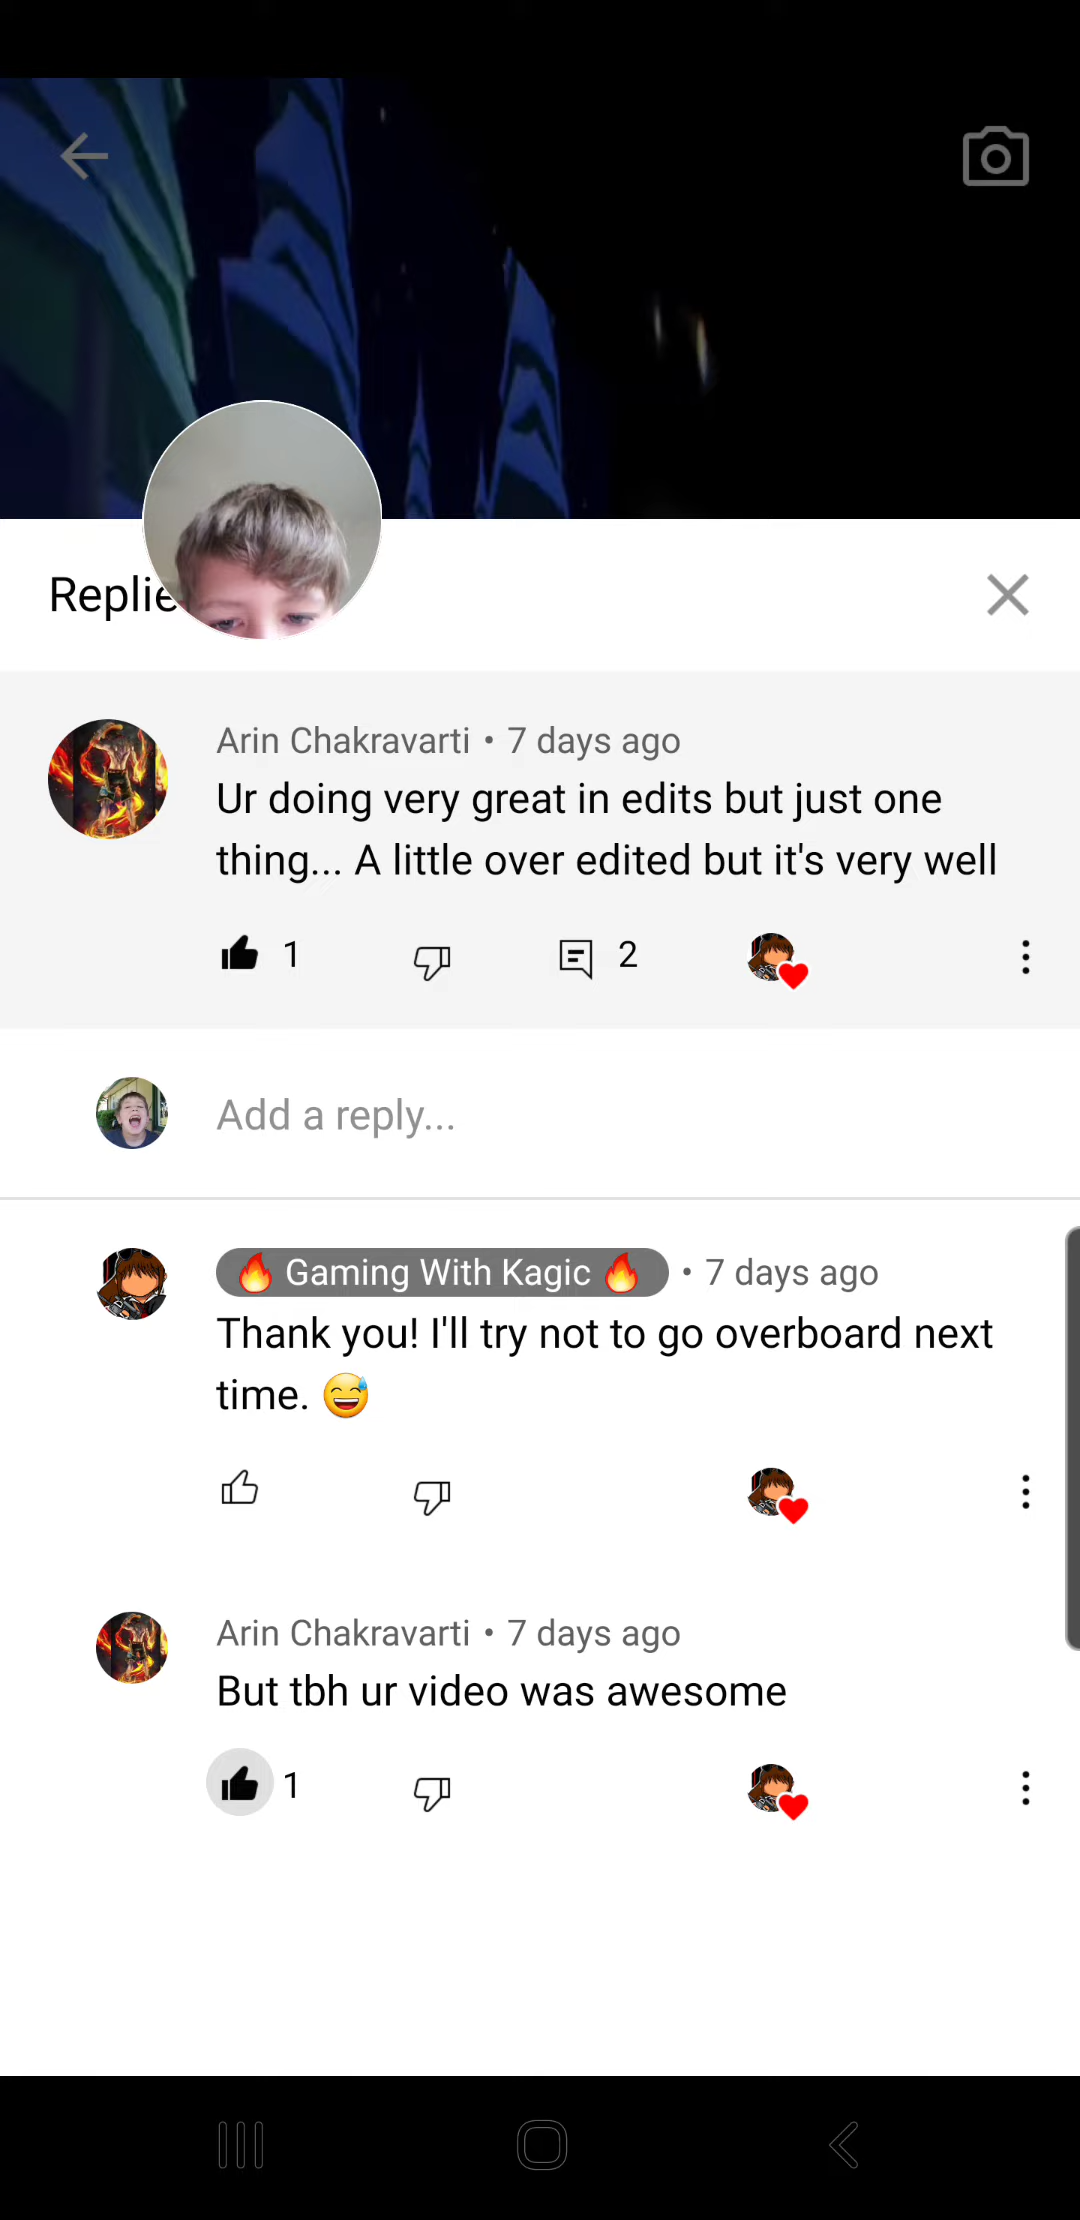 Replie
Arin Chakravarti • 7 days ago
Ur doing very great in edits but just one
thing... A little over edited but it's very well
1 2
Add a reply...
🔥 Gaming With Kagic 🔥 • 7 days ago
Thank you! I'll try not to go overboard next
time. 😅
Arin Chakravarti • 7 days ago
But tbh ur video was awesome
1